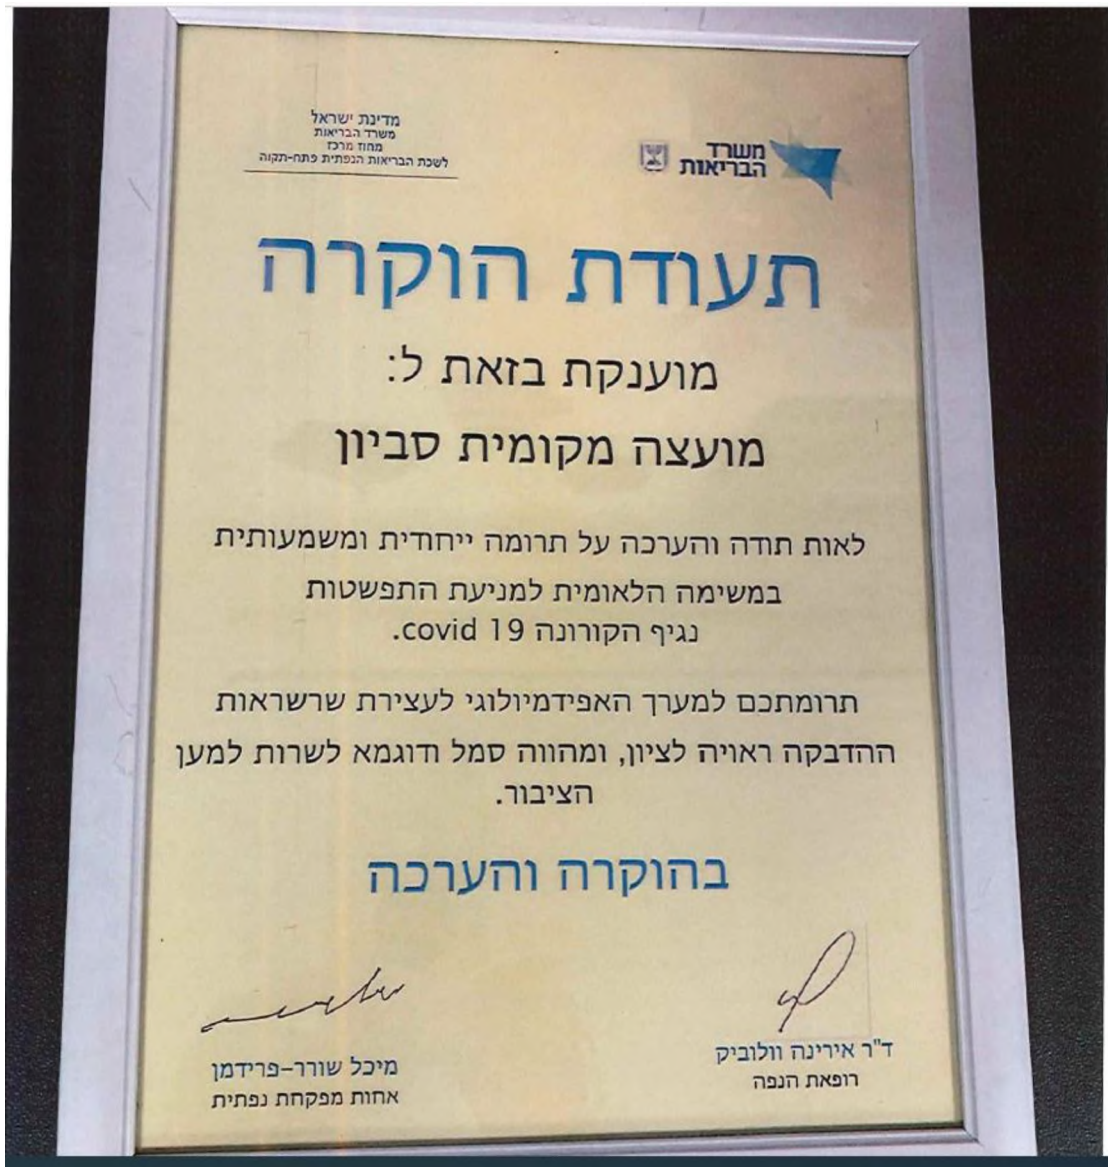 מדינת ישראל
משרד הבריאות
מחוז מרכז
לשכת הבריאות הנפתית פתח-תקוה
משרד
הבריאות
תעודת הוקרה
מוענקת בזאת ל:
מועצה מקומית סביון
לאות תודה והערכה על תרומה ייחודית ומשמעותית
במשימה הלאומית למניעת התפשטות
נגיף הקורונה covid 19.
תרומתכם למערך האפידמיולוגי לעצירת שרשראות
ההדבקה ראויה לציון, ומהווה סמל ודוגמא לשרות למען
הציבור.
בהוקרה והערכה
ד"ר אירינה וולוביק
רופאת הנפה
מיכל שורר-פרידמן
אחות מפקחת נפתית